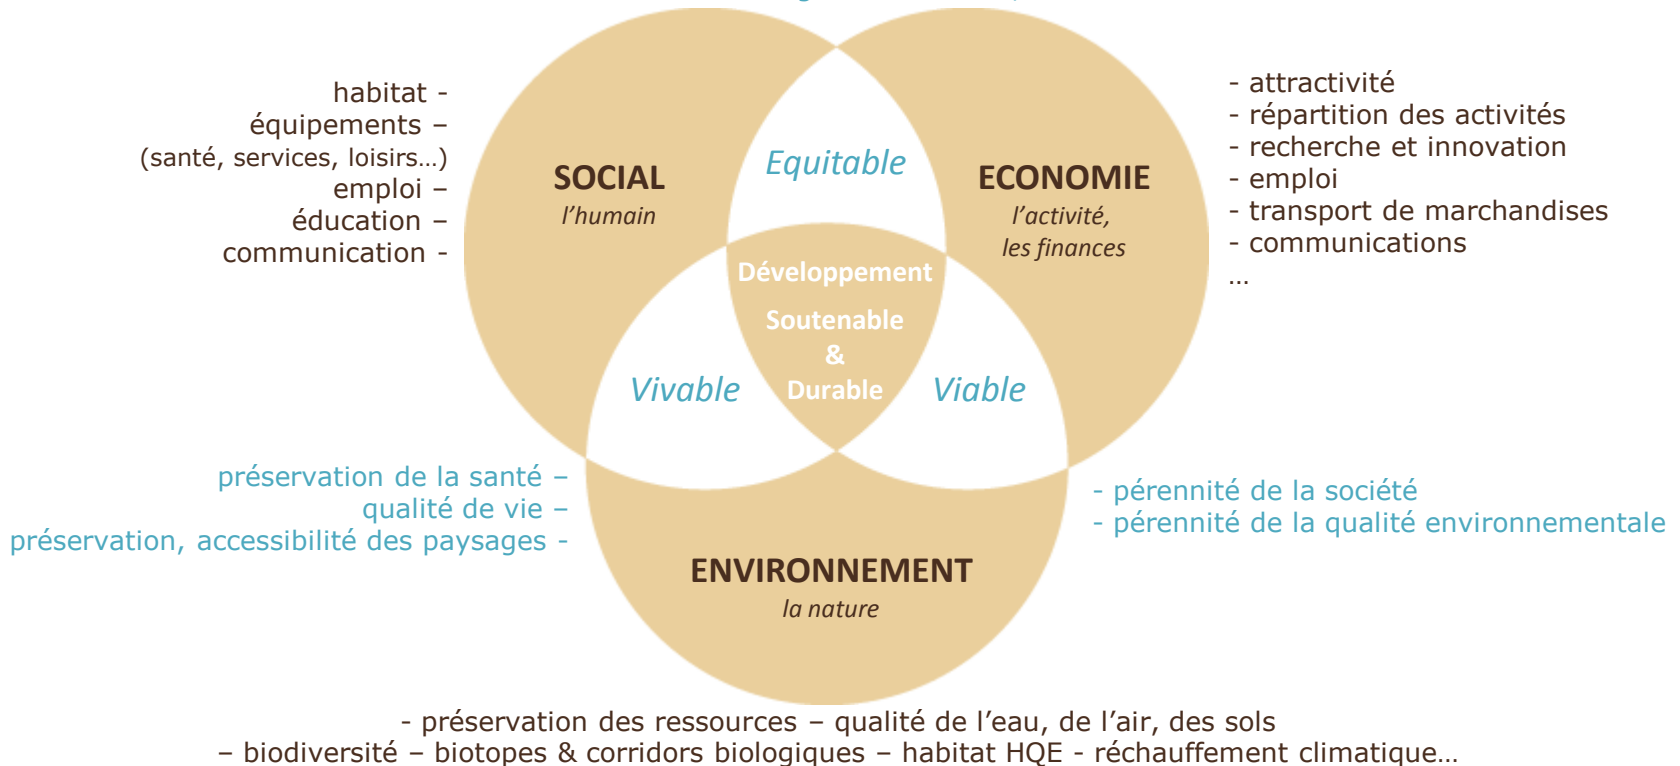 habitat -
équipements –
(santé, services, loisirs…)
emploi –
éducation –
communication -
SOCIAL
l’humain
Equitable
ECONOMIE
l’activité,
les finances
- attractivité
- répartition des activités
- recherche et innovation
- emploi
- transport de marchandises
- communications
…
Développement
Soutenable
&
Durable
Vivable
Viable
préservation de la santé –
qualité de vie –
préservation, accessibilité des paysages -
- pérennité de la société
- pérennité de la qualité environnementale
ENVIRONNEMENT
la nature
- préservation des ressources – qualité de l’eau, de l’air, des sols
– biodiversité – biotopes & corridors biologiques – habitat HQE - réchauffement climatique…